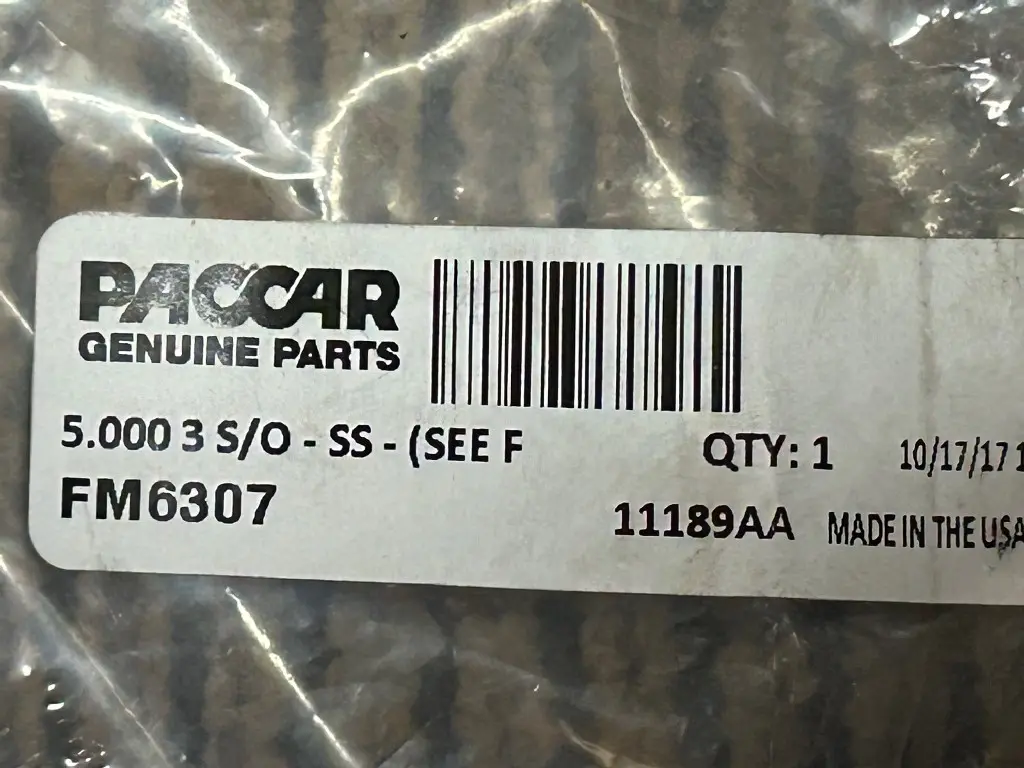 PACCAR
GENUINE PARTS
5.000 3 S/O - SS - (SEE F
QTY: 1 10/17/17 1
FM6307
11189AA MADE IN THE USA